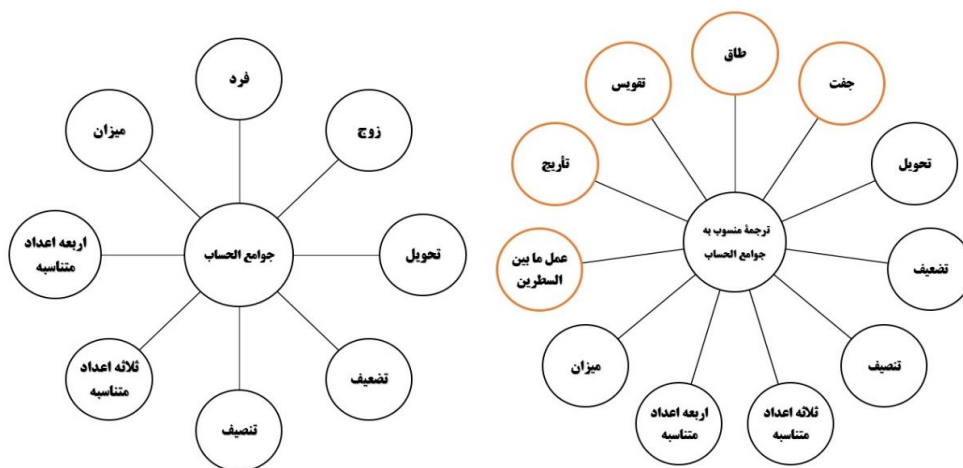 فرد
زوج
تحویل
تضعیف
تنصیف
ثلاثه اعداد
متناسبه
اربعه اعداد
متناسبه
میزان
جوامع الحساب
طاق
جفت
تحویل
تضعیف
تنصیف
ثلاثه اعداد
متناسبه
اربعه اعداد
متناسبه
میزان
عمل ما بین
السطرین
تأریج
تقویس
ترجمهٔ منسوب به
جوامع الحساب